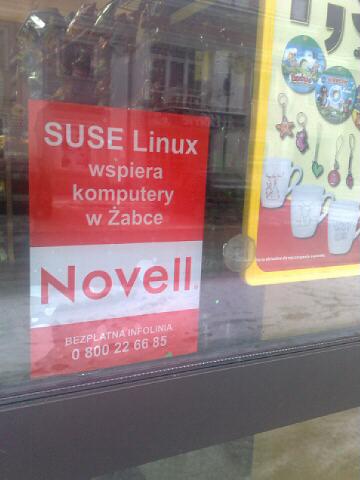 SUSE Linux
wspiera
komputery
w Żabce
Novell®
BEZPŁATNA INFOLINIA
0 800 22 66 85